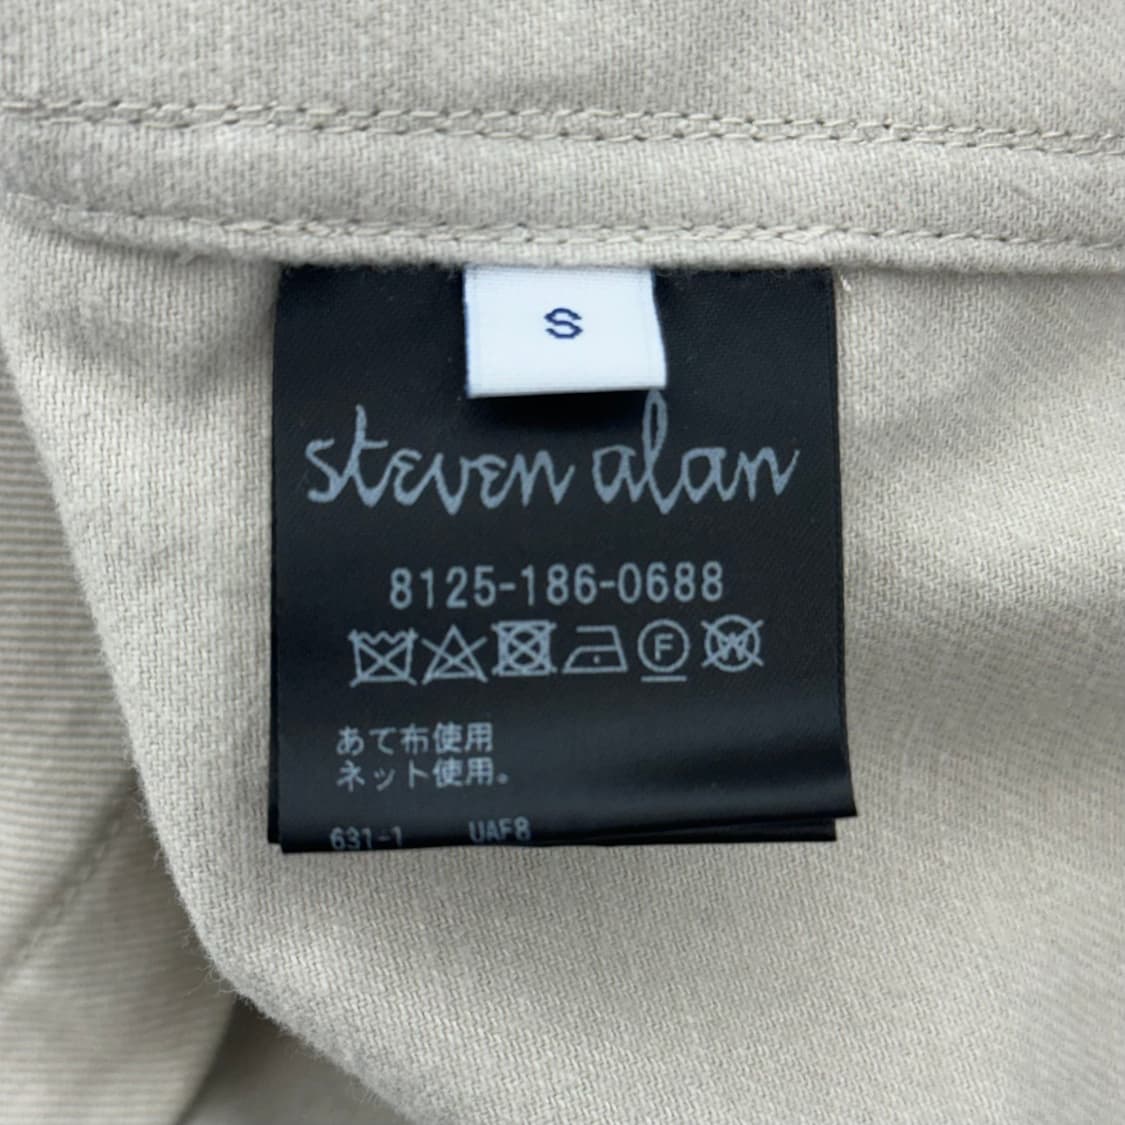 S
steven alan
8125-186-0688
F W
あて布使用
ネット使用。
631-1 UAF8